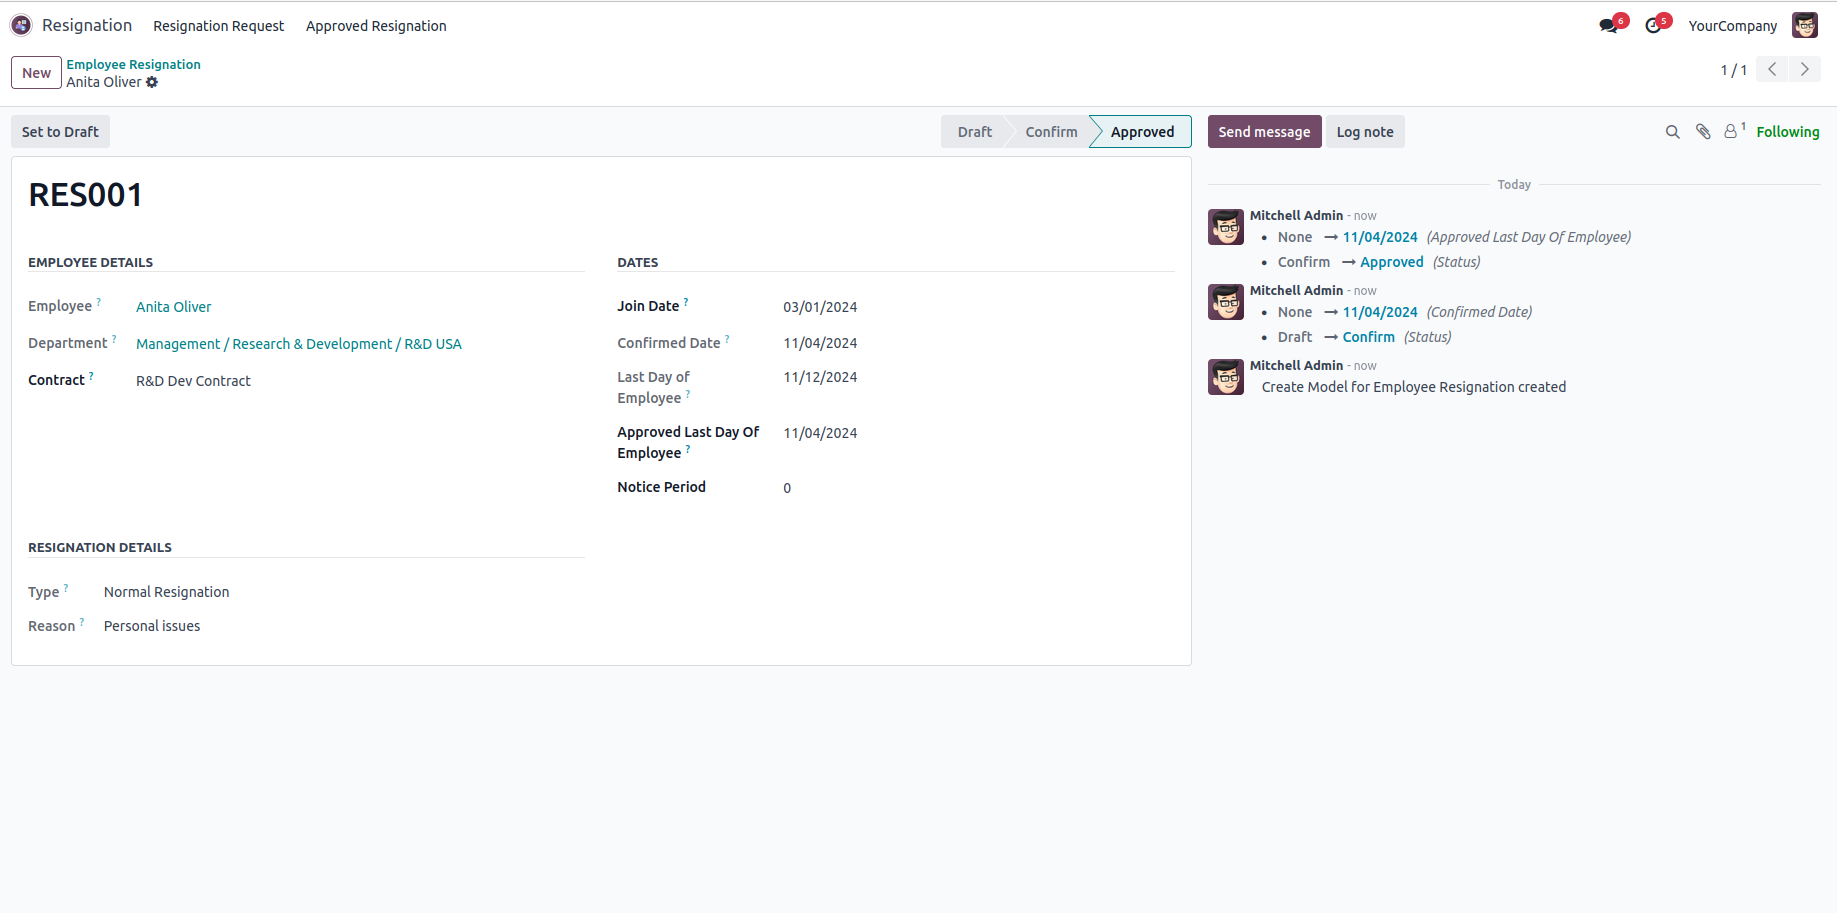 Resignation Resignation Request Approved Resignation 6 5 YourCompany
New Employee Resignation
Anita Oliver 1 / 1
Set to Draft Draft Confirm Approved Send message Log note 1 Following
RES001
Today
Mitchell Admin - now
• None → 11/04/2024 (Approved Last Day Of Employee)
• Confirm → Approved (Status)
Mitchell Admin - now
• None → 11/04/2024 (Confirmed Date)
• Draft → Confirm (Status)
Mitchell Admin - now
Create Model for Employee Resignation created
EMPLOYEE DETAILS
Employee ? Anita Oliver
Department ? Management / Research & Development / R&D USA
Contract ? R&D Dev Contract
DATES
Join Date ? 03/01/2024
Confirmed Date ? 11/04/2024
Last Day of 11/12/2024
Employee ?
Approved Last Day Of 11/04/2024
Employee ?
Notice Period 0
RESIGNATION DETAILS
Type ? Normal Resignation
Reason ? Personal issues